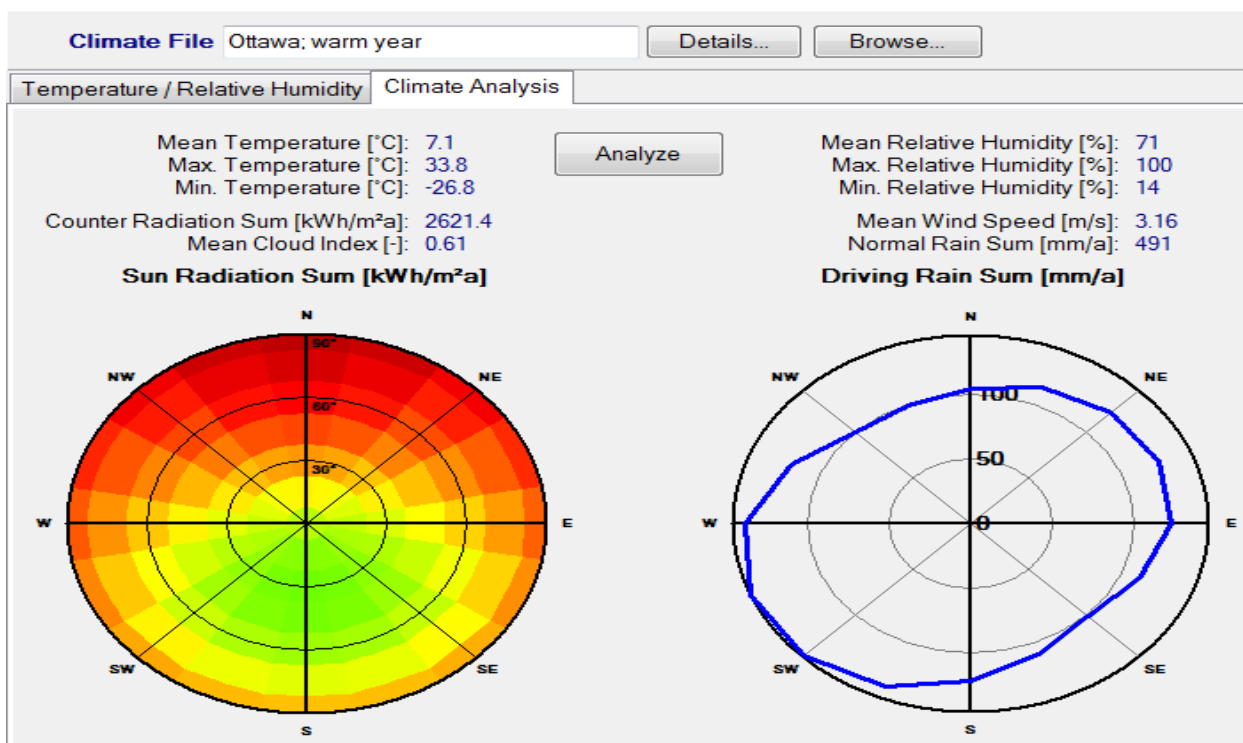 Climate File Ottawa; warm year Details... Browse...
Temperature / Relative Humidity Climate Analysis
Mean Temperature [°C]: 7.1
Max. Temperature [°C]: 33.8
Min. Temperature [°C]: -26.8
Counter Radiation Sum [kWh/m²a]: 2621.4
Mean Cloud Index [-]: 0.61
Analyze
Mean Relative Humidity [%]: 71
Max. Relative Humidity [%]: 100
Min. Relative Humidity [%]: 14
Mean Wind Speed [m/s]: 3.16
Normal Rain Sum [mm/a]: 491
Sun Radiation Sum [kWh/m²a]
N
90°
NW
NE
60°
30°
W
E
SW
SE
S
Driving Rain Sum [mm/a]
N
NW
NE
100
50
W
0
E
SW
SE
S